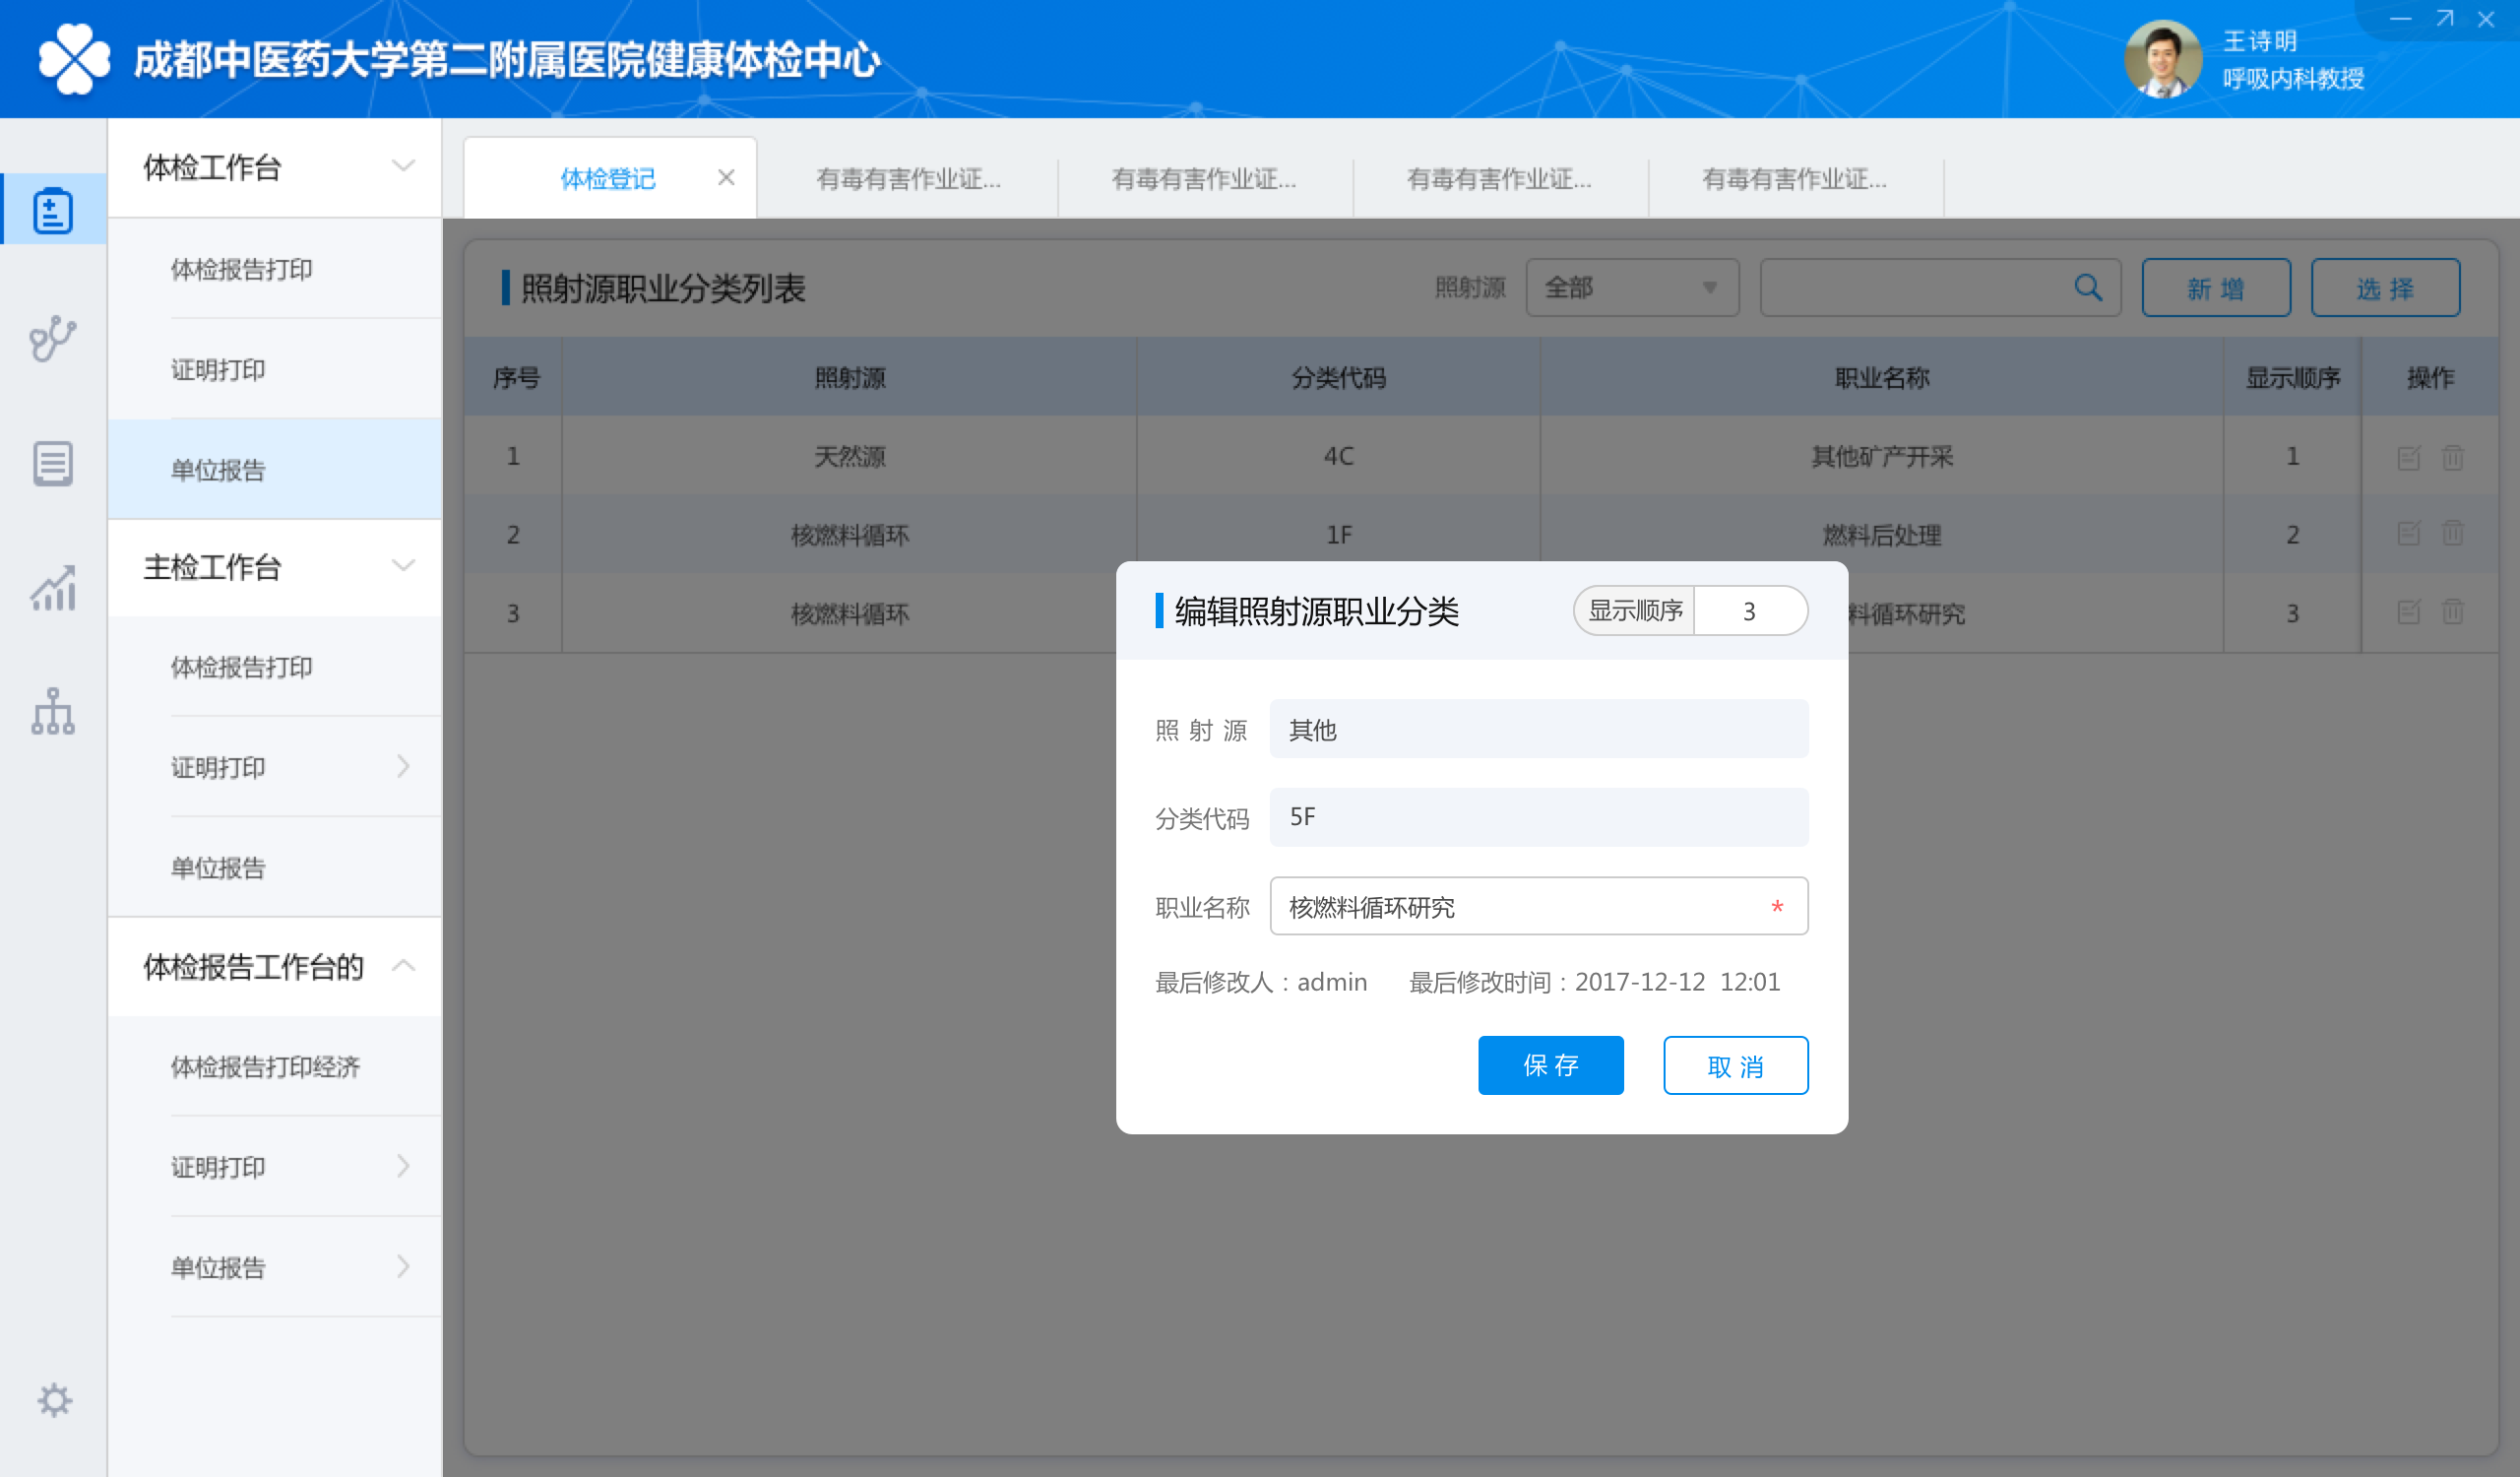 成都中医药大学第二附属医院健康体检中心
王诗明
呼吸内科教授
体检工作台
体检报告打印
证明打印
单位报告
主检工作台
体检报告打印
证明打印
单位报告
体检报告工作台的
体检报告打印经济
证明打印
单位报告
体检登记
有毒有害作业证...
有毒有害作业证...
有毒有害作业证...
有毒有害作业证...
照射源职业分类列表
照射源 全部
新 增
选 择
序号 照射源 分类代码 职业名称 显示顺序 操作
1 天然源 4C 其他矿产开采 1
2 核燃料循环 1F 燃料后处理 2
3 核燃料循环 料循环研究 3
编辑照射源职业分类
显示顺序 3
照 射 源 其他
分类代码 5F
职业名称 核燃料循环研究 *
最后修改人：admin 最后修改时间：2017-12-12 12:01
保 存
取 消